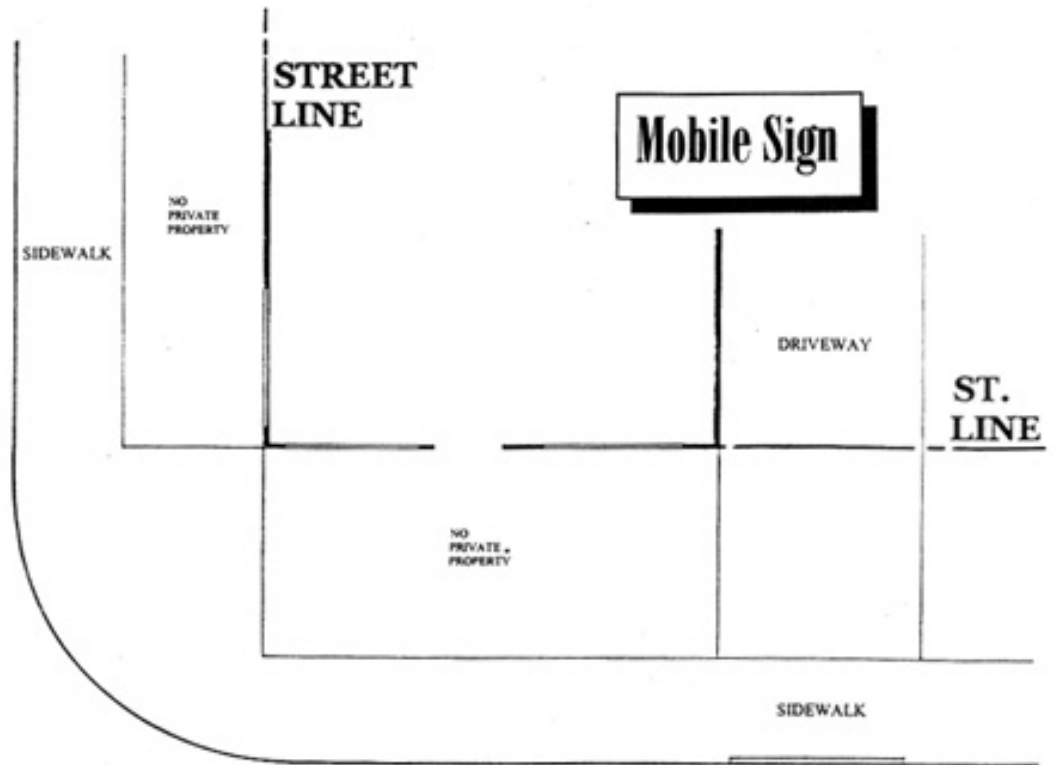 STREET
LINE
Mobile Sign
NO
PRIVATE
PROPERTY
SIDEWALK
DRIVEWAY
ST.
LINE
NO
PRIVATE
PROPERTY
SIDEWALK